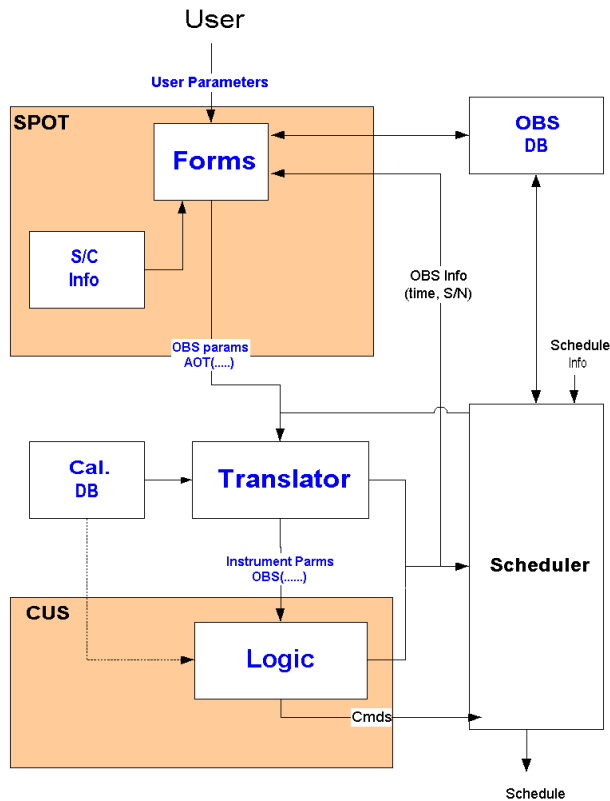 User
User Parameters
SPOT
Forms
OBS
DB
S/C
Info
OBS Info
(time, S/N)
OBS params
AOT(.....)
Schedule
Info
Cal.
DB
Translator
Scheduler
Instrument Parms
OBS(......)
CUS
Logic
Cmds
Schedule